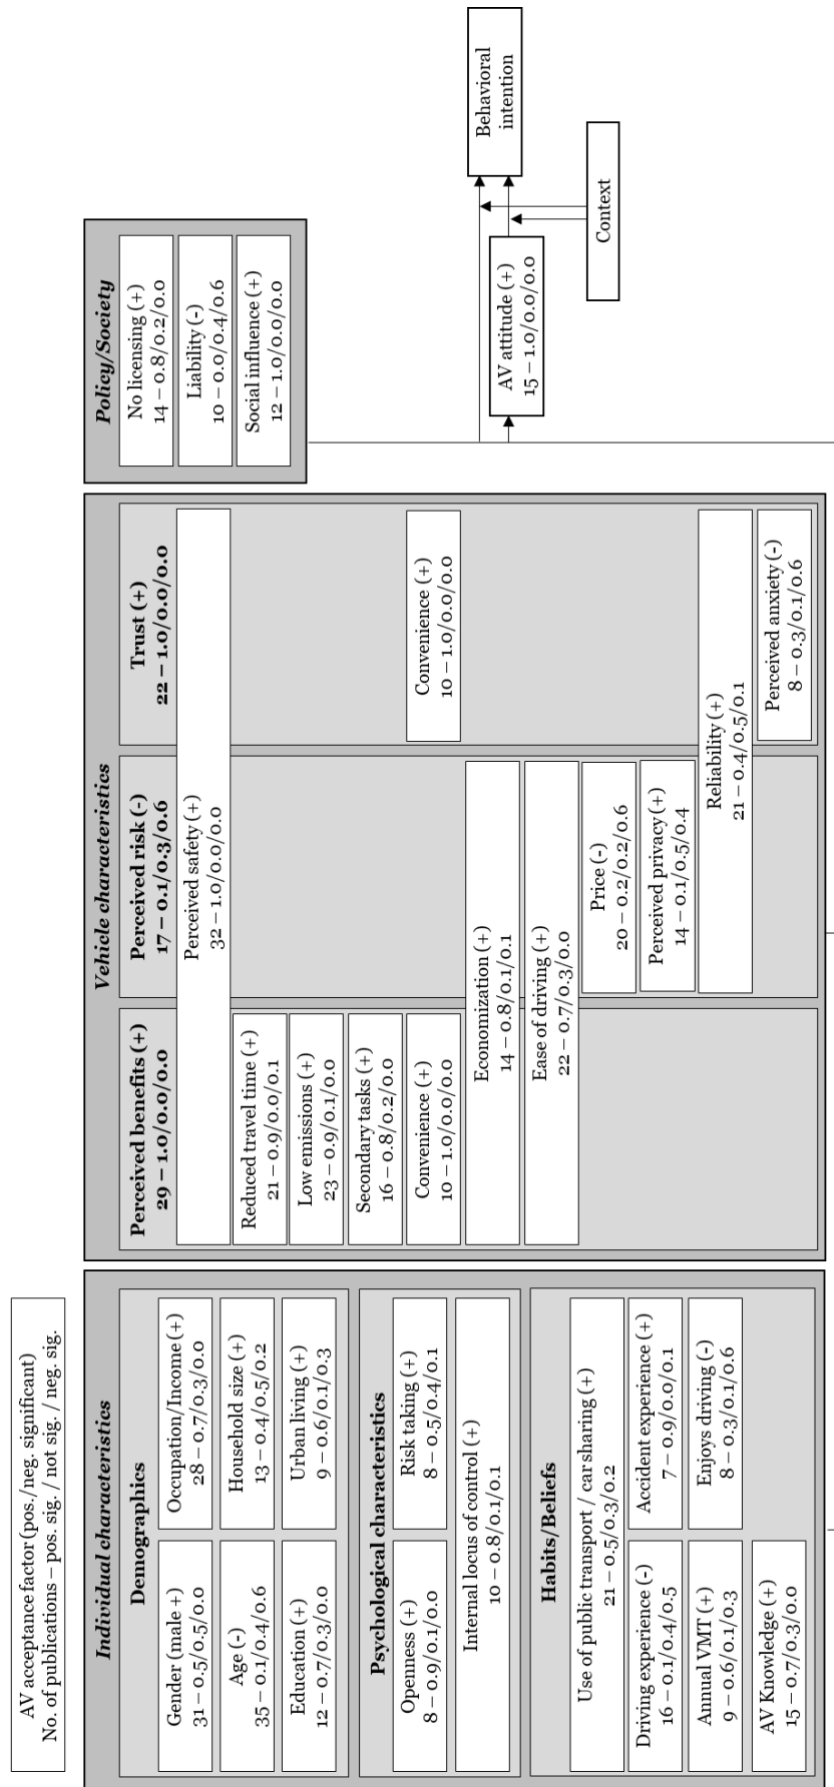 AV acceptance factor (pos./neg. significant)
No. of publications – pos. sig. / not sig. / neg. sig.
Individual characteristics
Demographics
Gender (male+)
31 – 0.5/0.5/0.0
Occupation/Income (+)
28 – 0.7/0.3/0.0
Age (-)
35 – 0.1/0.4/0.6
Household size (+)
13 – 0.4/0.5/0.2
Education (+)
12 – 0.7/0.3/0.0
Urban living (+)
9 – 0.6/0.1/0.3
Psychological characteristics
Openness (+)
8 – 0.9/0.1/0.0
Risk taking (+)
8 – 0.5/0.4/0.1
Internal locus of control (+)
10 – 0.8/0.1/0.1
Habits/Beliefs
Use of public transport / car sharing (+)
21 – 0.5/0.3/0.2
Driving experience (-)
16 – 0.1/0.4/0.5
Accident experience (+)
7 – 0.9/0.0/0.1
Annual VMT (+)
9 – 0.6/0.1/0.3
Enjoys driving (-)
8 – 0.3/0.1/0.6
AV Knowledge (+)
15 – 0.7/0.3/0.0
Vehicle characteristics
Perceived benefits (+)
29 – 1.0/0.0/0.0
Perceived risk (-)
17 – 0.1/0.3/0.6
Trust (+)
22 – 1.0/0.0/0.0
Perceived safety (+)
32 – 1.0/0.0/0.0
Reduced travel time (+)
21 – 0.9/0.0/0.1
Low emissions (+)
23 – 0.9/0.1/0.0
Secondary tasks (+)
16 – 0.8/0.2/0.0
Convenience (+)
10 – 1.0/0.0/0.0
Convenience (+)
10 – 1.0/0.0/0.0
Economization (+)
14 – 0.8/0.1/0.1
Ease of driving (+)
22 – 0.7/0.3/0.0
Price (-)
20 – 0.2/0.2/0.6
Perceived privacy (+)
14 – 0.1/0.5/0.4
Reliability (+)
21 – 0.4/0.5/0.1
Perceived anxiety (-)
8 – 0.3/0.1/0.6
Policy/Society
No licensing (+)
14 – 0.8/0.2/0.0
Liability (-)
10 – 0.0/0.4/0.6
Social influence (+)
12 – 1.0/0.0/0.0
AV attitude (+)
15 – 1.0/0.0/0.0
Behavioral
intention
Context